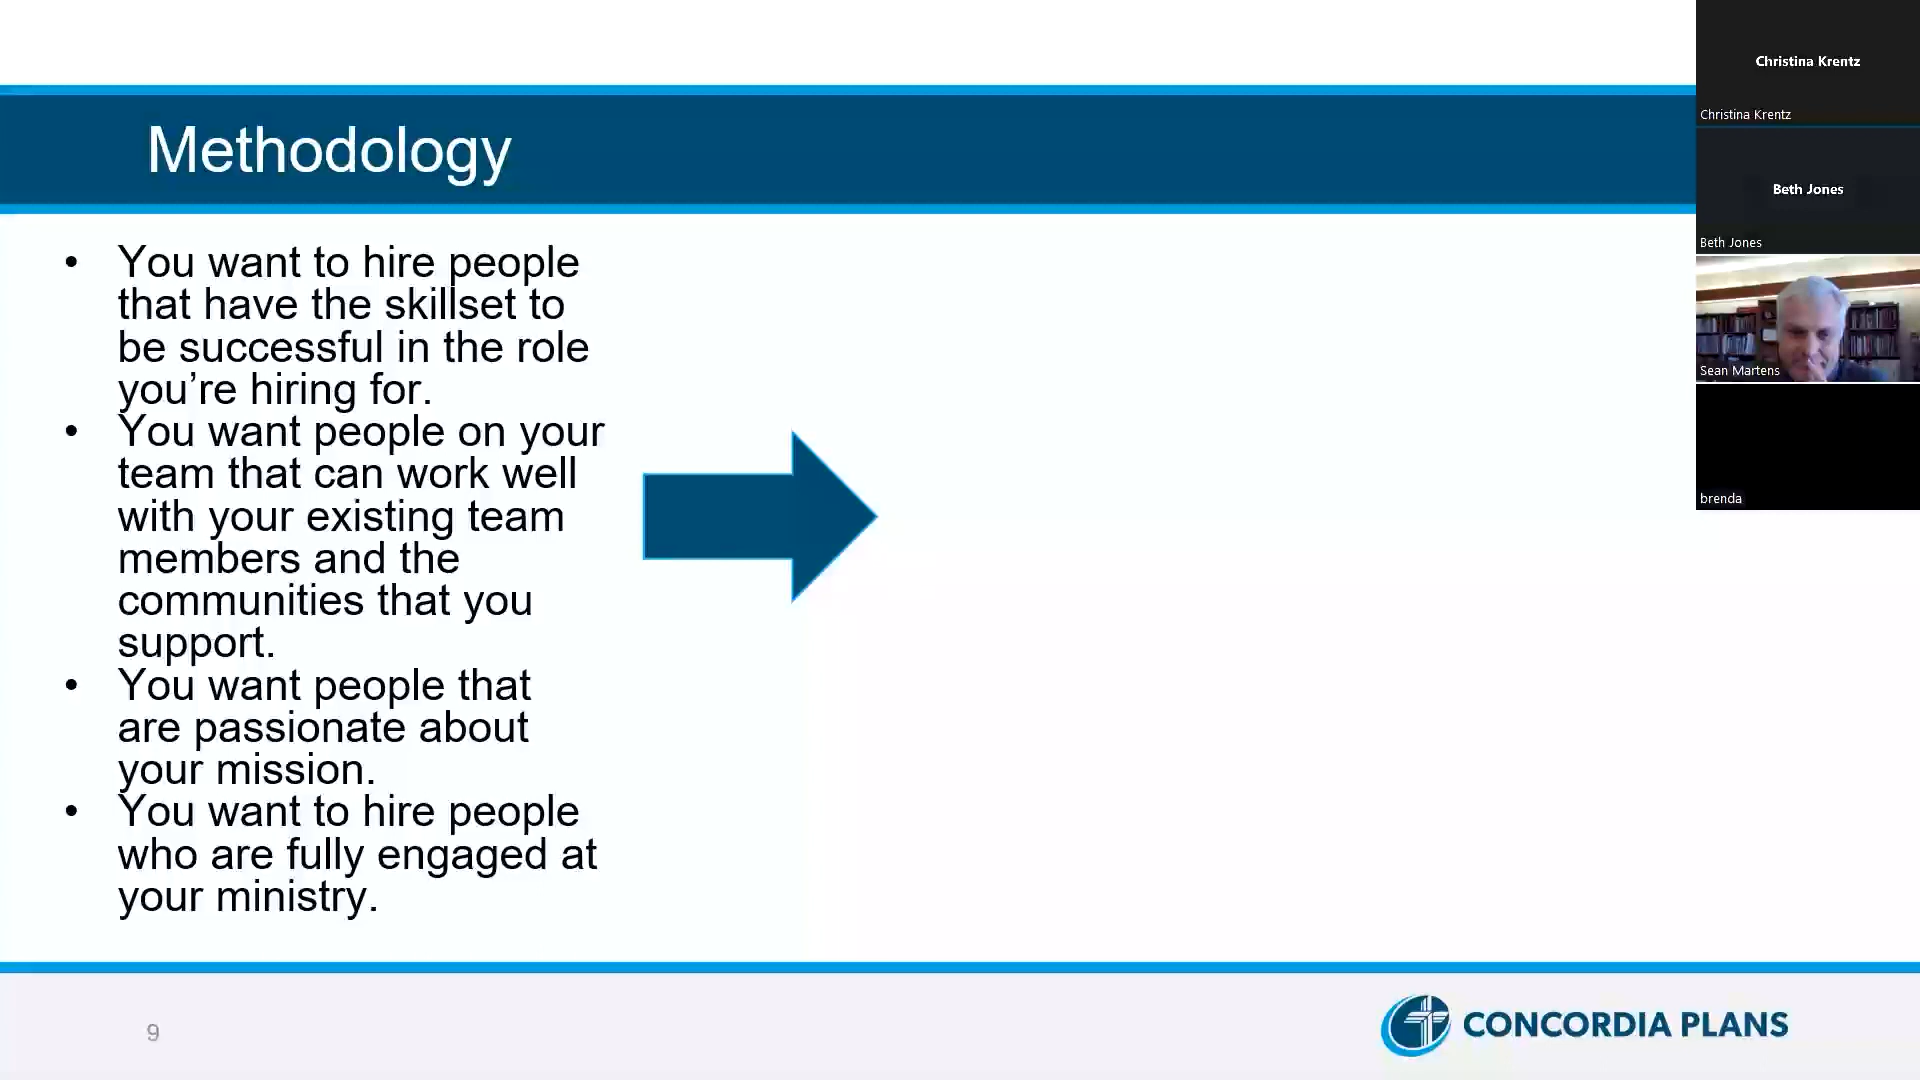 Methodology
• You want to hire people
that have the skillset to
be successful in the role
you’re hiring for.
• You want people on your
team that can work well
with your existing team
members and the
communities that you
support.
• You want people that
are passionate about
your mission.
• You want to hire people
who are fully engaged at
your ministry.
9
CONCORDIA PLANS
Christina Krentz
Christina Krentz
Beth Jones
Beth Jones
Sean Martens
brenda